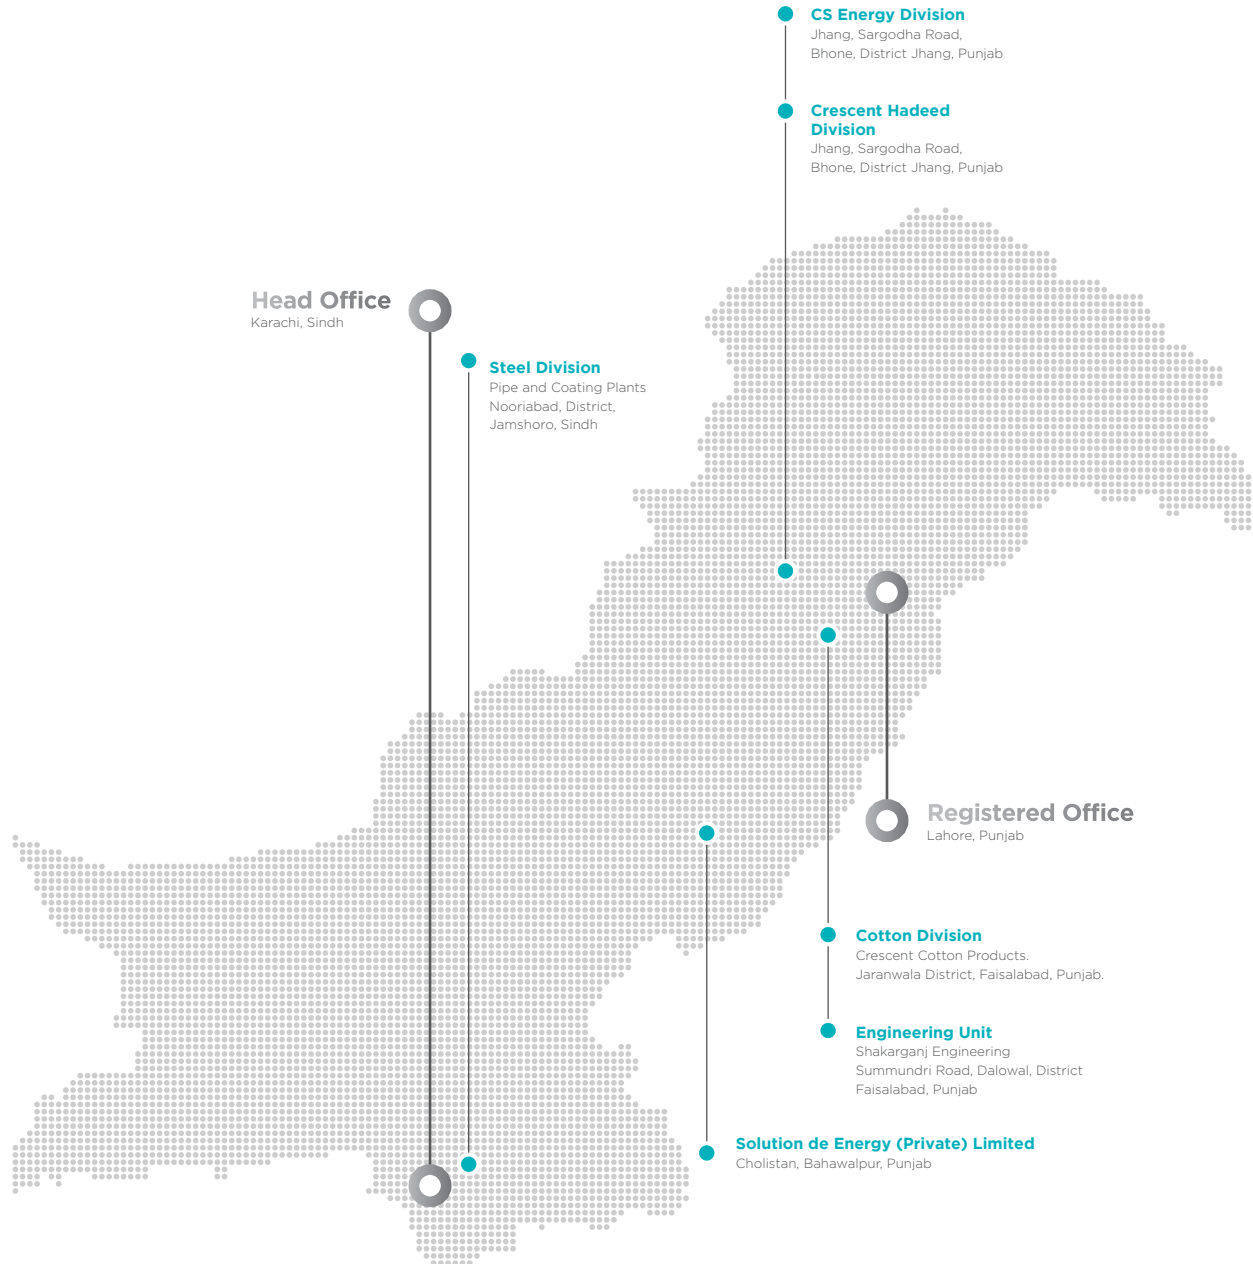 CS Energy Division
Jhang, Sargodha Road,
Bhone, District Jhang, Punjab
Crescent Hadeed
Division
Jhang, Sargodha Road,
Bhone, District Jhang, Punjab
Head Office
Karachi, Sindh
Steel Division
Pipe and Coating Plants
Nooriabad, District,
Jamshoro, Sindh
Registered Office
Lahore, Punjab
Cotton Division
Crescent Cotton Products.
Jaranwala District, Faisalabad, Punjab.
Engineering Unit
Shakarganj Engineering
Summundri Road, Dalowal, District
Faisalabad, Punjab
Solution de Energy (Private) Limited
Cholistan, Bahawalpur, Punjab